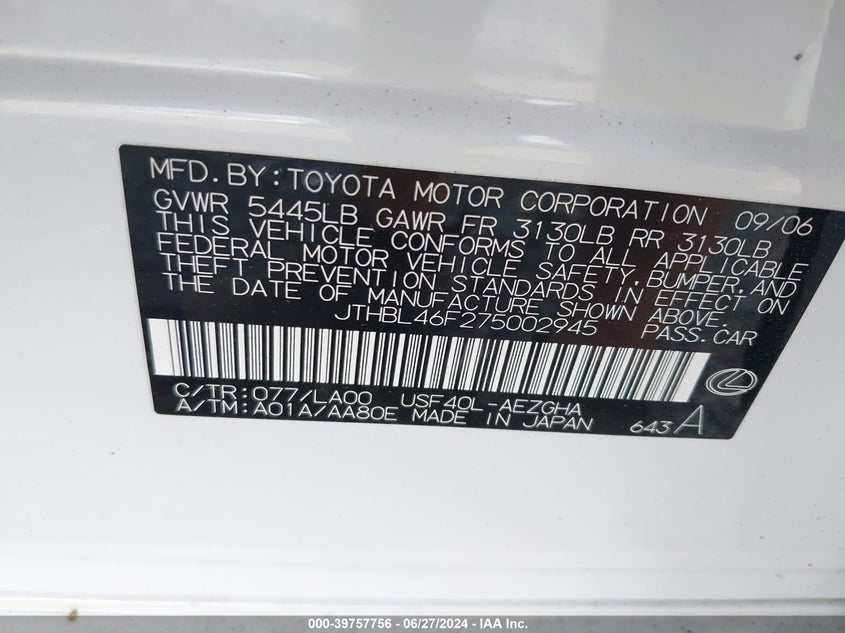 MFD.BY:TOYOTA MOTOR CORPORATION 09/06
GVWR 5445LB GAWR FR 3130LB RR 3130LB
THIS VEHICLE CONFORMS TO ALL APPLICABLE
FEDERAL MOTOR VEHICLE SAFETY,BUMPER,AND
THEFT PREVENTION STANDARDS IN EFFECT ON
THE DATE OF MANUFACTURE SHOWN ABOVE.
JTHBL46F275002945 PASS.CAR
C/TR:077/LA00 USF40L-AEZGHA
A/TM:A01A/AA80E MADE IN JAPAN 643 A
000-39757756 - 06/27/2024 - IAA Inc.